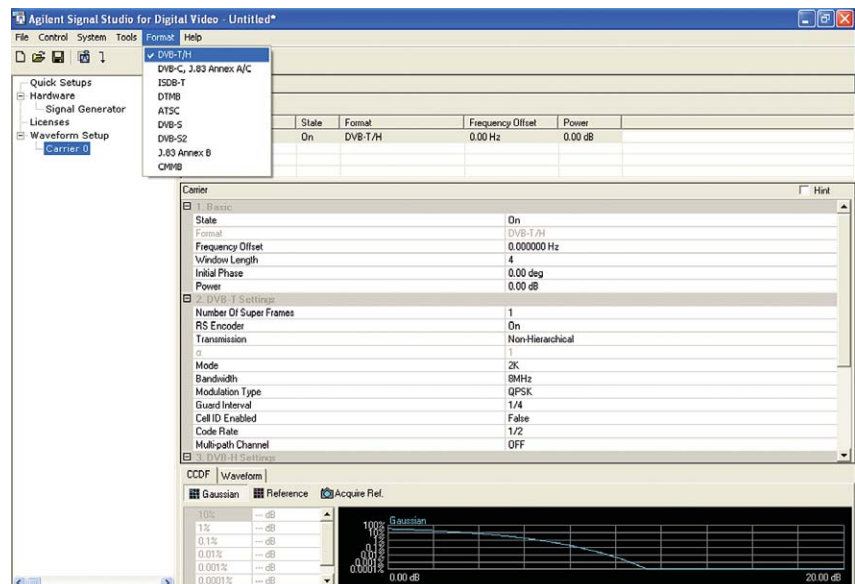 Agilent Signal Studio for Digital Video - Untitled*
File Control System Tools Format Help
DVB-T/H
DVB-C, J.83 Annex A/C
ISDB-T
DTMB
ATSC
DVB-S
DVB-S2
J.83 Annex B
CMMB
Quick Setups
Hardware
Signal Generator
Licenses
Waveform Setup
Carrier 0
State Format Frequency Offset Power
On DVB-T/H 0.00 Hz 0.00 dB
Carrier Hint
1. Basic
State On
Format DVB-T/H
Frequency Offset 0.000000 Hz
Window Length 4
Initial Phase 0.00 deg
Power 0.00 dB
2. DVB-T Settings
Number Of Super Frames 1
RS Encoder On
Transmission Non-Hierarchical
α 1
Mode 2K
Bandwidth 8MHz
Modulation Type QPSK
Guard Interval 1/4
Cell ID Enabled False
Code Rate 1/2
Multi-path Channel OFF
3. DVB-H Settings
CCDF Waveform
Gaussian Reference Acquire Ref.
10% --- dB
1% --- dB
0.1% --- dB
0.01% --- dB
0.001% --- dB
0.0001% --- dB
Gaussian
100%
10%
1%
0.1%
0.01%
0.001%
0.0001%
0.00 dB 20.00 dB